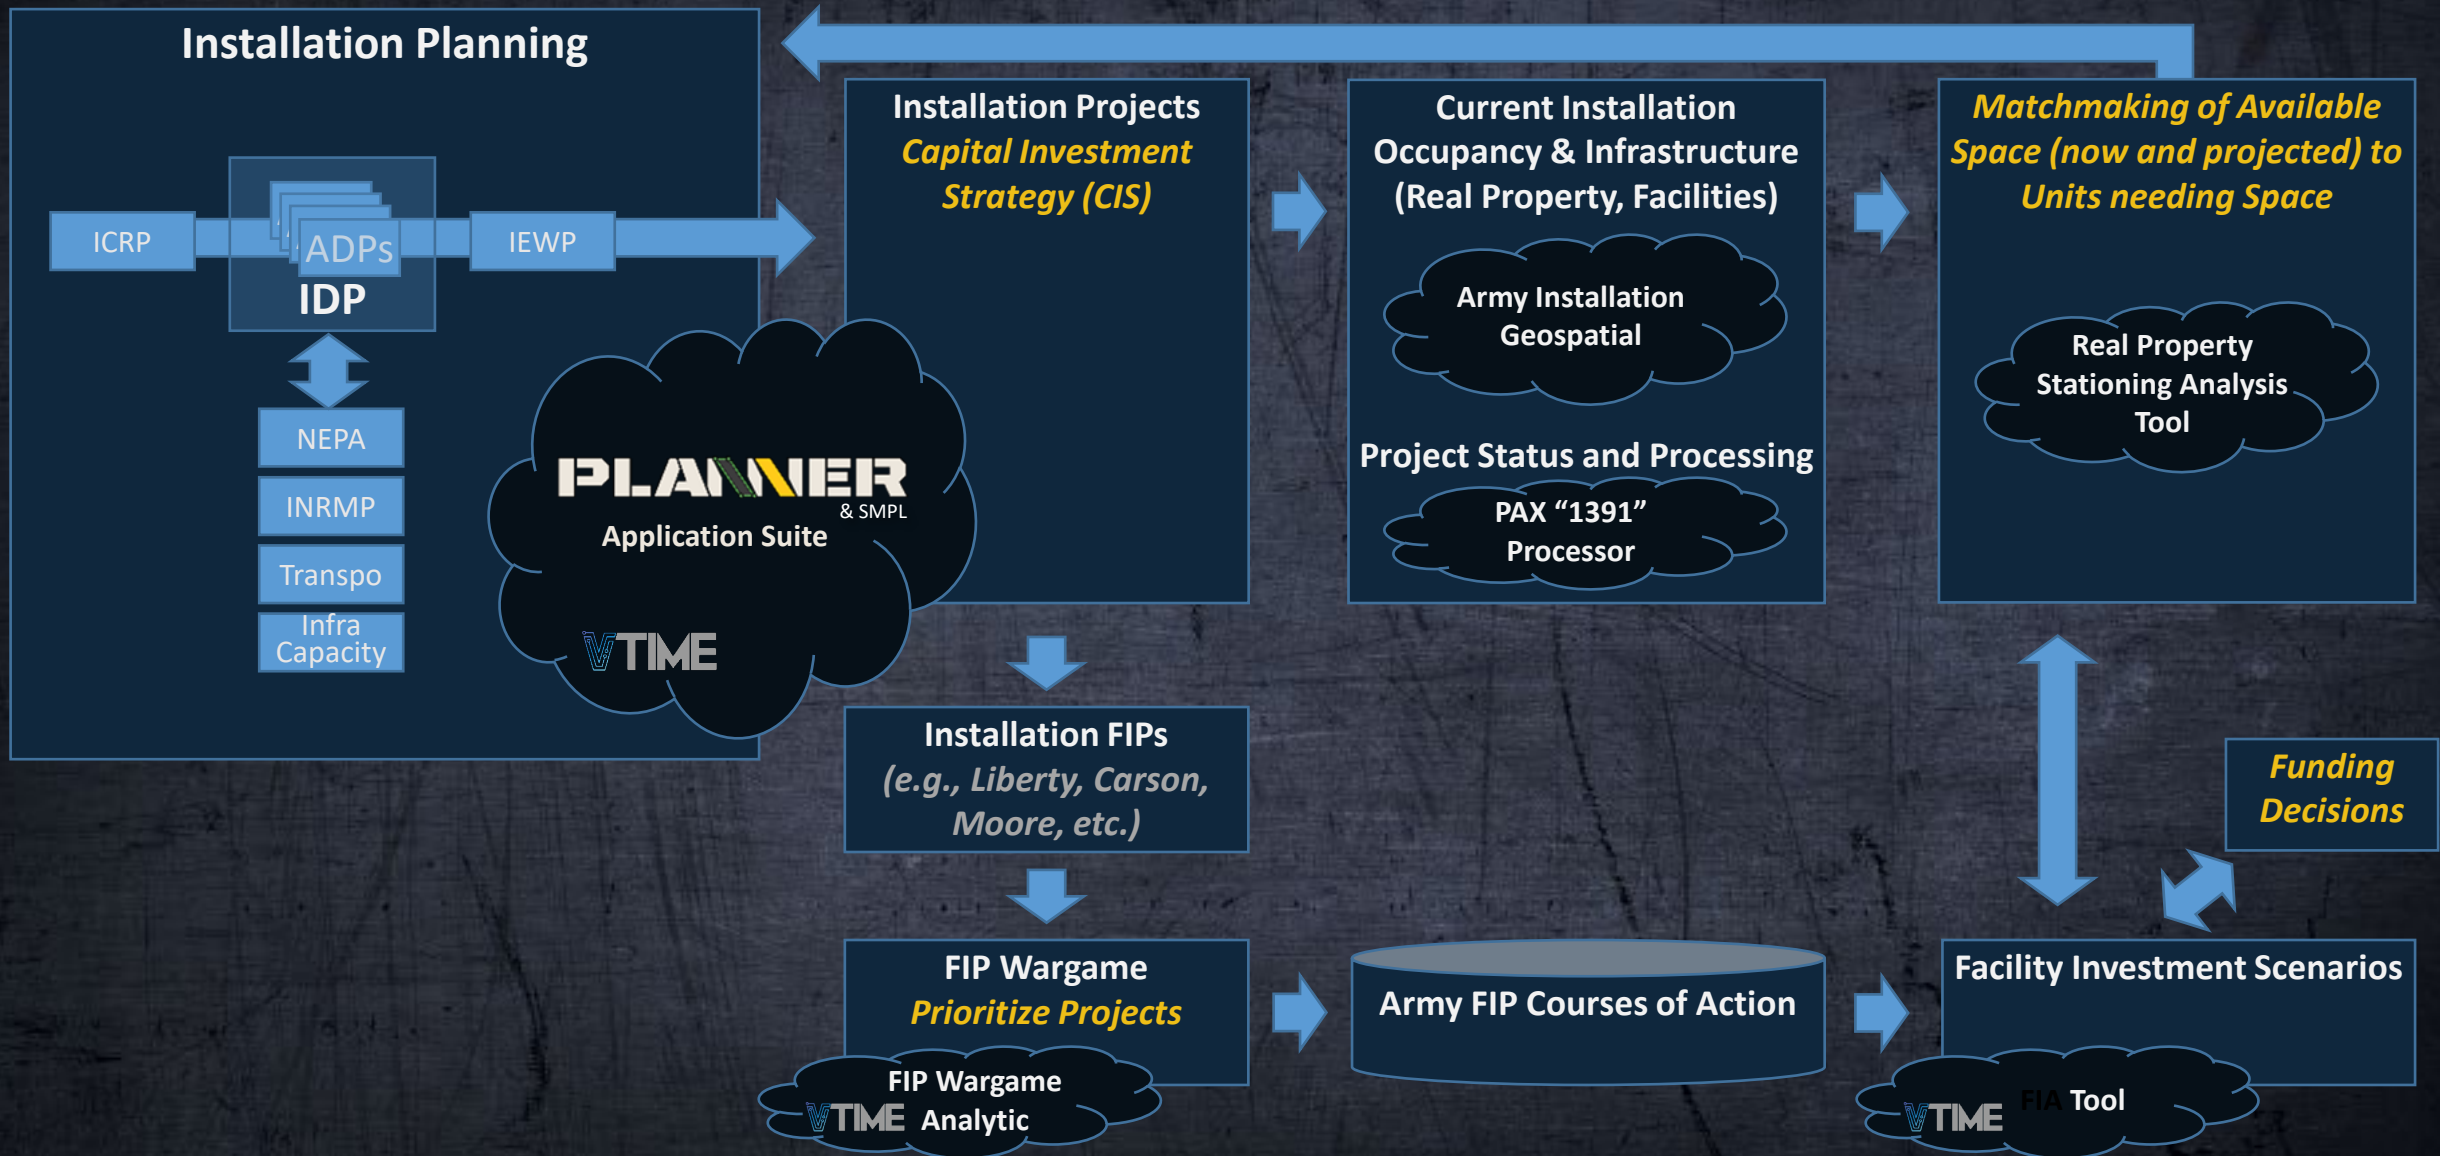 Installation Planning
ICRP
ADPs
IDP
IEWP
NEPA
INRMP
Transpo
Infra
Capacity
PLANNER
& SMPL
Application Suite
VTIME
Installation Projects
Capital Investment
Strategy (CIS)
Current Installation
Occupancy & Infrastructure
(Real Property, Facilities)
Army Installation
Geospatial
Project Status and Processing
PAX “1391”
Processor
Matchmaking of Available
Space (now and projected) to
Units needing Space
Real Property
Stationing Analysis
Tool
Installation FIPs
(e.g., Liberty, Carson,
Moore, etc.)
Funding
Decisions
FIP Wargame
Prioritize Projects
FIP Wargame
VTIME Analytic
Army FIP Courses of Action
Facility Investment Scenarios
VTIME FIA Tool